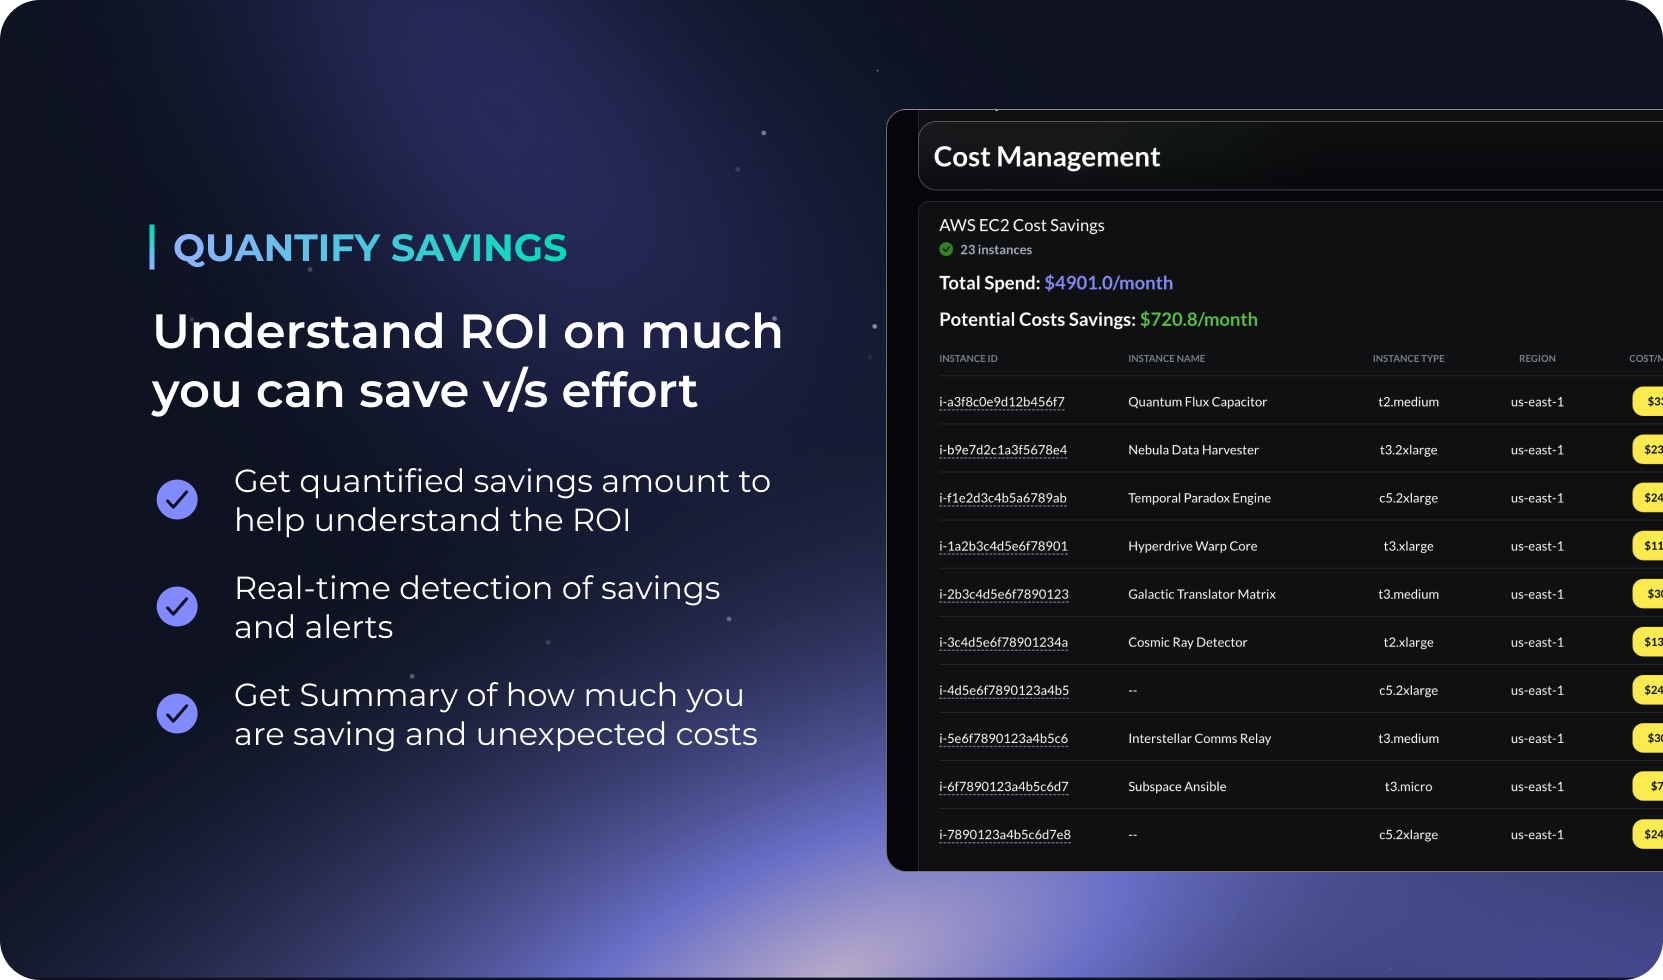 QUANTIFY SAVINGS
Understand ROI on much
you can save v/s effort
Get quantified savings amount to
help understand the ROI
Real-time detection of savings
and alerts
Get Summary of how much you
are saving and unexpected costs
Cost Management
AWS EC2 Cost Savings
23 instances
Total Spend: $4901.0/month
Potential Costs Savings: $720.8/month
INSTANCE ID INSTANCE NAME INSTANCE TYPE REGION
i-a3f8c0e9d12b456f7 Quantum Flux Capacitor t2.medium us-east-1
i-b9e7d2c1a3f5678e4 Nebula Data Harvester t3.2xlarge us-east-1
i-f1e2d3c4b5a6789ab Temporal Paradox Engine c5.2xlarge us-east-1
i-1a2b3c4d5e6f78901 Hyperdrive Warp Core t3.xlarge us-east-1
i-2b3c4d5e6f7890123 Galactic Translator Matrix t3.medium us-east-1
i-3c4d5e6f78901234a Cosmic Ray Detector t2.xlarge us-east-1
i-4d5e6f7890123a4b5 -- c5.2xlarge us-east-1
i-5e6f7890123a4b5c6 Interstellar Comms Relay t3.medium us-east-1
i-6f7890123a4b5c6d7 Subspace Ansible t3.micro us-east-1
i-7890123a4b5c6d7e8 -- c5.2xlarge us-east-1